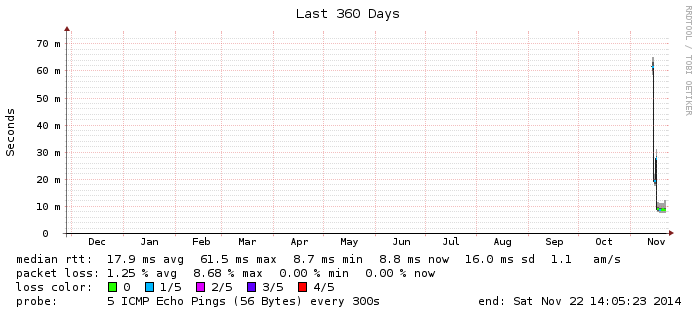 Last 360 Days
RRDTOOL / TOBI OETIKER
Seconds
70 m
60 m
50 m
40 m
30 m
20 m
10 m
0
Dec Jan Feb Mar Apr May Jun Jul Aug Sep Oct Nov
median rtt: 17.9 ms avg 61.5 ms max 8.7 ms min 8.8 ms now 16.0 ms sd 1.1 am/s
packet loss: 1.25 % avg 8.68 % max 0.00 % min 0.00 % now
loss color: 0 1/5 2/5 3/5 4/5
probe: 5 ICMP Echo Pings (56 Bytes) every 300s end: Sat Nov 22 14:05:23 2014